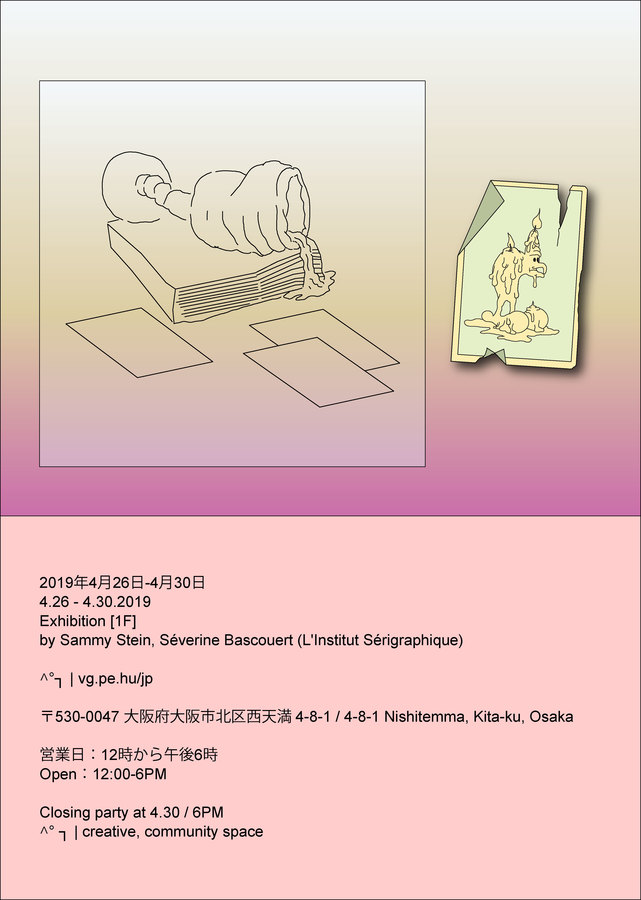 2019年4月26日-4月30日
4.26 - 4.30.2019
Exhibition [1F]
by Sammy Stein, Séverine Bascouert (L'Institut Sérigraphique)
^°┐ | vg.pe.hu/jp
〒530-0047 大阪府大阪市北区西天満 4-8-1 / 4-8-1 Nishitemma, Kita-ku, Osaka
営業日：12時から午後6時
Open：12:00-6PM
Closing party at 4.30 / 6PM
^° ┐ | creative, community space